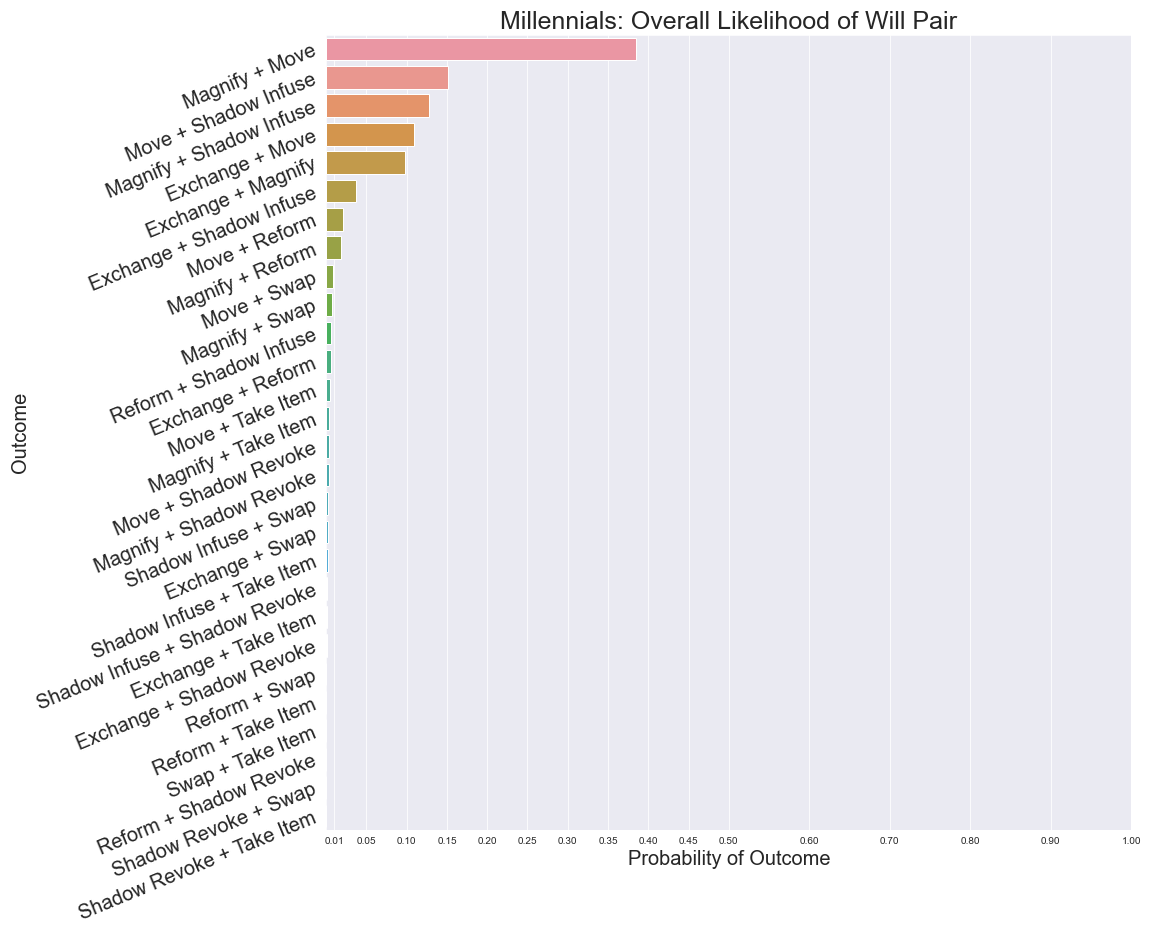 Millennials: Overall Likelihood of Will Pair
Magnify + Move
Move + Shadow Infuse
Magnify + Shadow Infuse
Exchange + Move
Exchange + Magnify
Exchange + Shadow Infuse
Move + Reform
Magnify + Reform
Move + Swap
Magnify + Swap
Reform + Shadow Infuse
Exchange + Reform
Move + Take Item
Magnify + Take Item
Move + Shadow Revoke
Magnify + Shadow Revoke
Shadow Infuse + Swap
Exchange + Swap
Shadow Infuse + Take Item
Shadow Infuse + Shadow Revoke
Exchange + Take Item
Exchange + Shadow Revoke
Reform + Swap
Reform + Take Item
Swap + Take Item
Reform + Shadow Revoke
Shadow Revoke + Swap
Shadow Revoke + Take Item
Outcome
0.01 0.05 0.10 0.15 0.20 0.25 0.30 0.35 0.40 0.45 0.50 0.60 0.70 0.80 0.90 1.00
Probability of Outcome